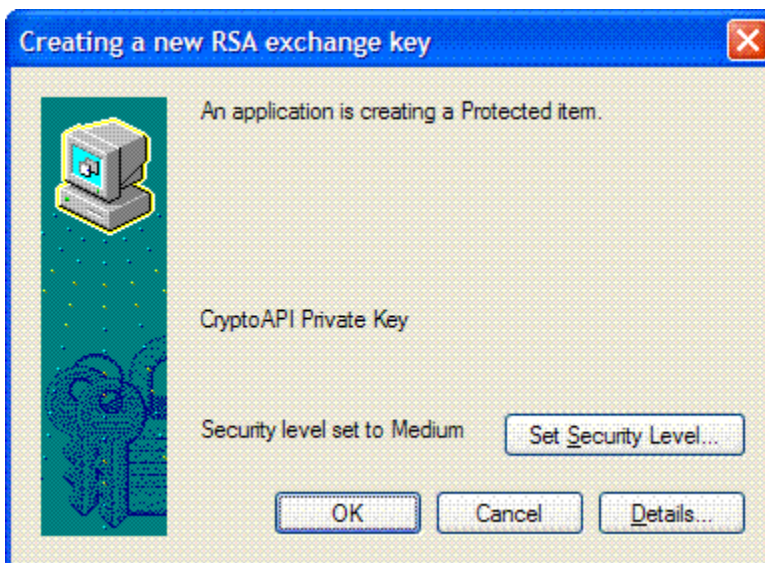 Creating a new RSA exchange key
An application is creating a Protected item.
CryptoAPI Private Key
Security level set to Medium
Set Security Level...
OK
Cancel
Details...